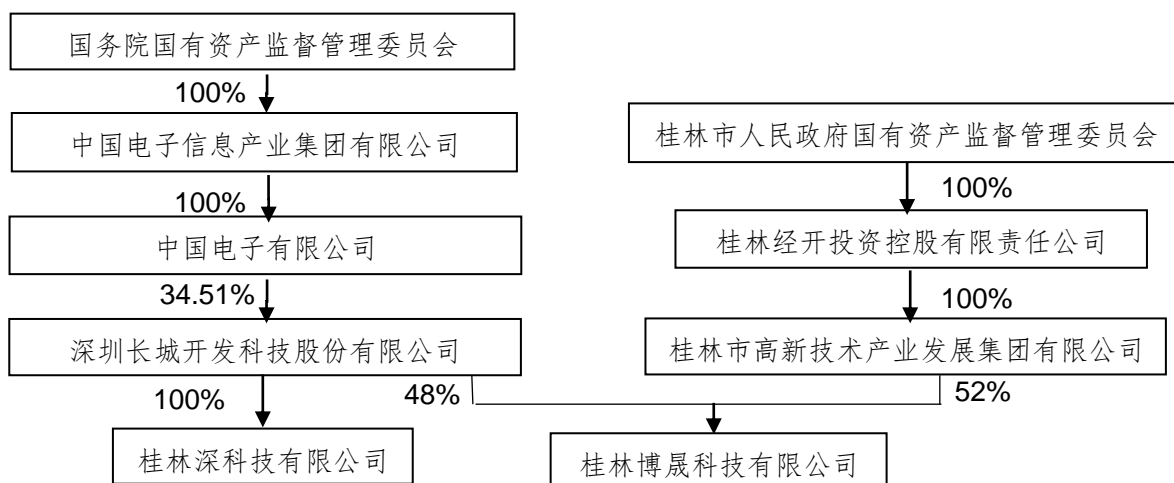 国务院国有资产监督管理委员会
100%
中国电子信息产业集团有限公司
桂林市人民政府国有资产监督管理委员会
100%
100%
中国电子有限公司
桂林经开投资控股有限责任公司
34.51%
100%
深圳长城开发科技股份有限公司
桂林市高新技术产业发展集团有限公司
100%
48%
52%
桂林深科技有限公司
桂林博晟科技有限公司